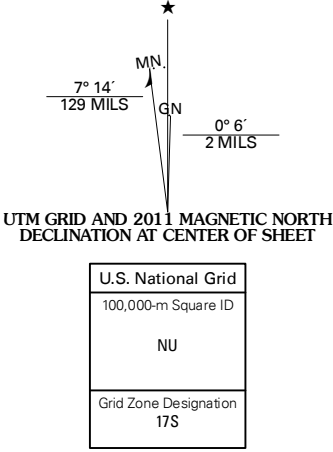 ★
MN
7° 14´
129 MILS
GN
0° 6´
2 MILS
UTM GRID AND 2011 MAGNETIC NORTH
DECLINATION AT CENTER OF SHEET
U.S. National Grid
100,000-m Square ID
NU
Grid Zone Designation
17S